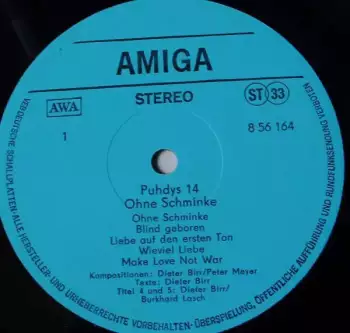 AMIGA
AWA
STEREO
ST 33
1
8 56 164
Puhdys 14
Ohne Schminke
Ohne Schminke
Blind geboren
Liebe auf den ersten Ton
Wieviel Liebe
Make Love Not War
Kompositionen: Dieter Birr/Peter Meyer
Texte: Dieter Birr
Titel 4 und 5: Dieter Birr/
Burkhard Lasch
VEB DEUTSCHE SCHALLPLATTEN·ALLE HERSTELLER- UND URHEBERRECHTE VORBEHALTEN·ÜBERSPIELUNG, ÖFFENTLICHE AUFFÜHRUNG UND RUNDFUNKSENDUNG VERBOTEN